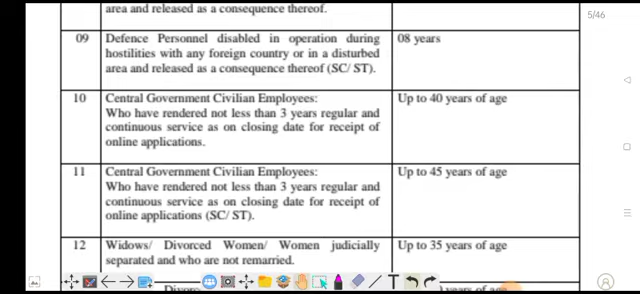 area and released as a consequence thereof.
5/46
09 Defence Personnel disabled in operation during 08 years
hostilities with any foreign country or in a disturbed
area and released as a consequence thereof (SC/ ST).
10 Central Government Civilian Employees: Up to 40 years of age
Who have rendered not less than 3 years regular and
continuous service as on closing date for receipt of
online applications.
11 Central Government Civilian Employees: Up to 45 years of age
Who have rendered not less than 3 years regular and
continuous service as on closing date for receipt of
online applications (SC/ ST).
12 Widows/ Divorced Women/ Women judicially Up to 35 years of age
separated and who are not remarried.
T